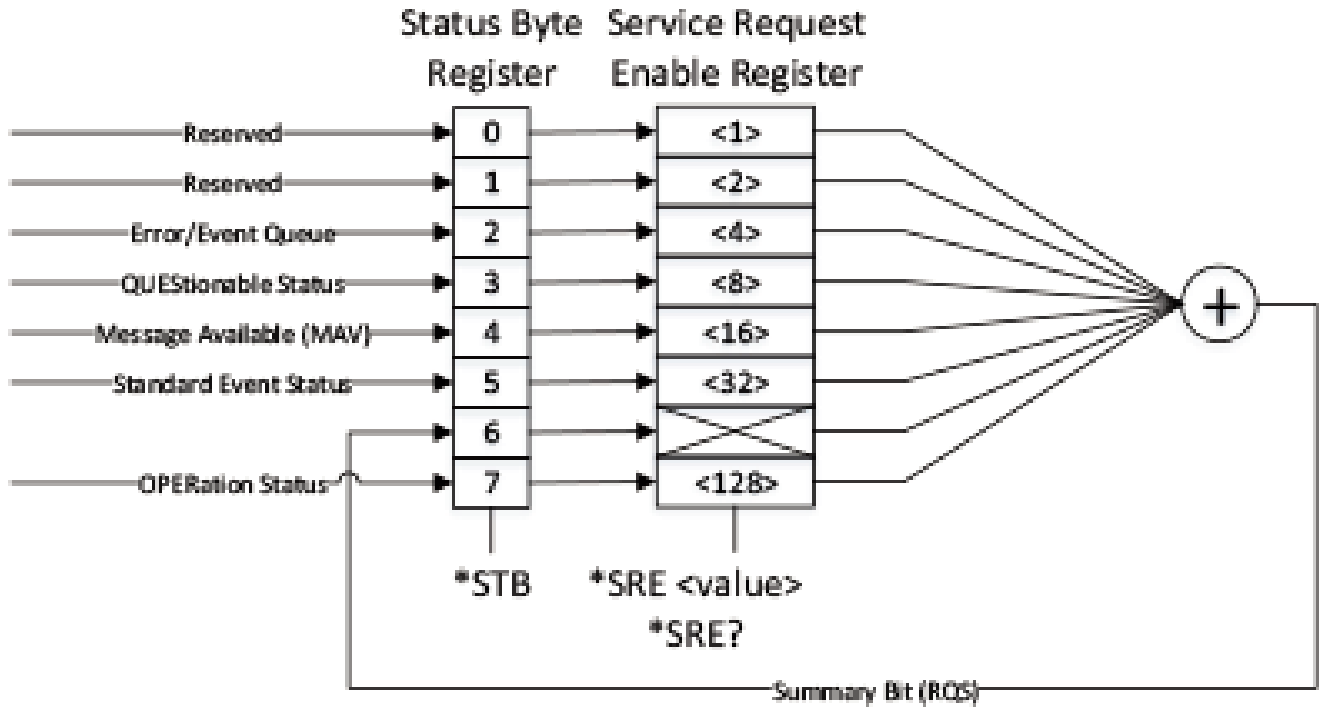 Status Byte Register
Service Request Enable Register
Reserved 0 <1>
Reserved 1 <2>
Error/Event Queue 2 <4>
QUEStionable Status 3 <8>
Message Available (MAV) 4 <16>
Standard Event Status 5 <32>
6
OPERation Status 7 <128>
+
*STB *SRE <value>
*SRE?
Summary Bit (RQS)